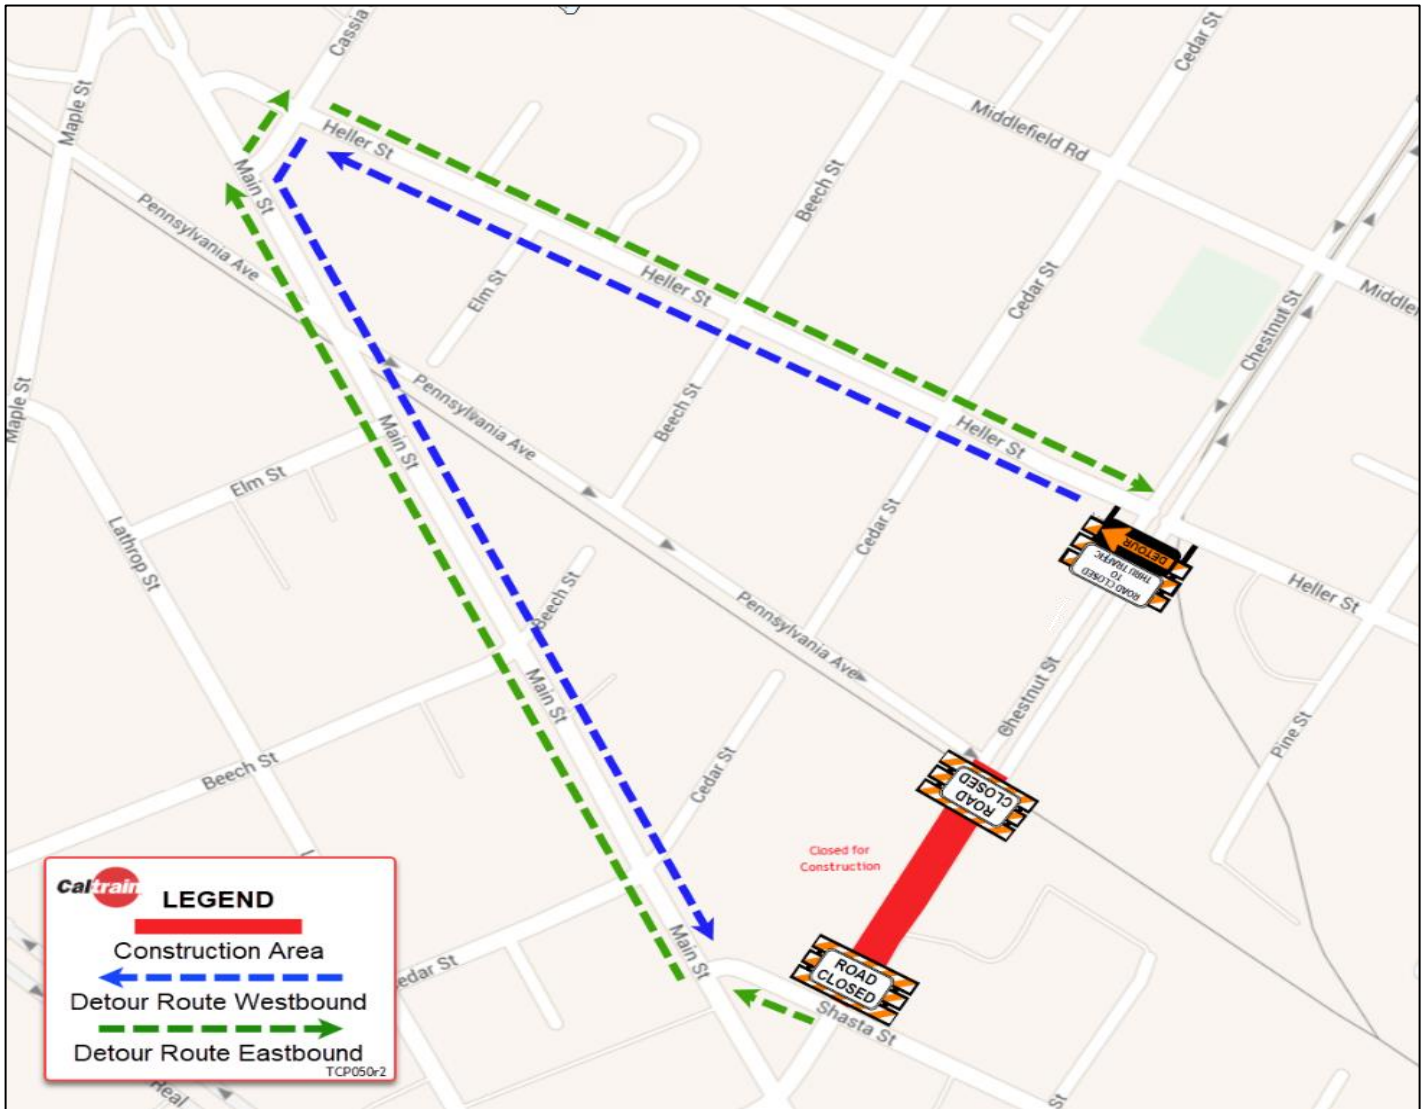 Cassia
Cedar St
Maple St
Middlefield Rd
Heller St
Main St
Beech St
Pennsylvania Ave
Elm St
Heller St
Cedar St
Middle
Chestnut St
Maple St
Pennsylvania Ave
Beech St
Main St
Heller St
Elm St
Cedar St
Lathrop St
DETOUR
ROAD CLOSED
TO
THRU TRAFFIC
Heller St
Beech St
Pennsylvania Ave
Main St
Chestnut St
Pine St
Beech St
Cedar St
ROAD
CLOSED
Closed for
Construction
Caltrain
LEGEND
Construction Area
Detour Route Westbound
Detour Route Eastbound
TCP050r2
Main St
edar St
ROAD
CLOSED
Shasta St
Real
St